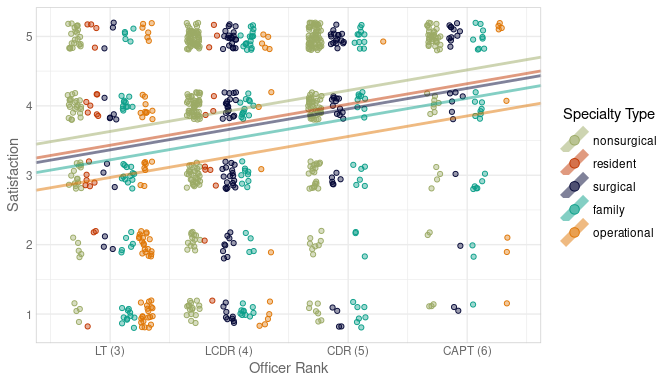 Satisfaction
5
4
3
2
1
LT (3)
LCDR (4)
CDR (5)
CAPT (6)
Officer Rank
Specialty Type
nonsurgical
resident
surgical
family
operational